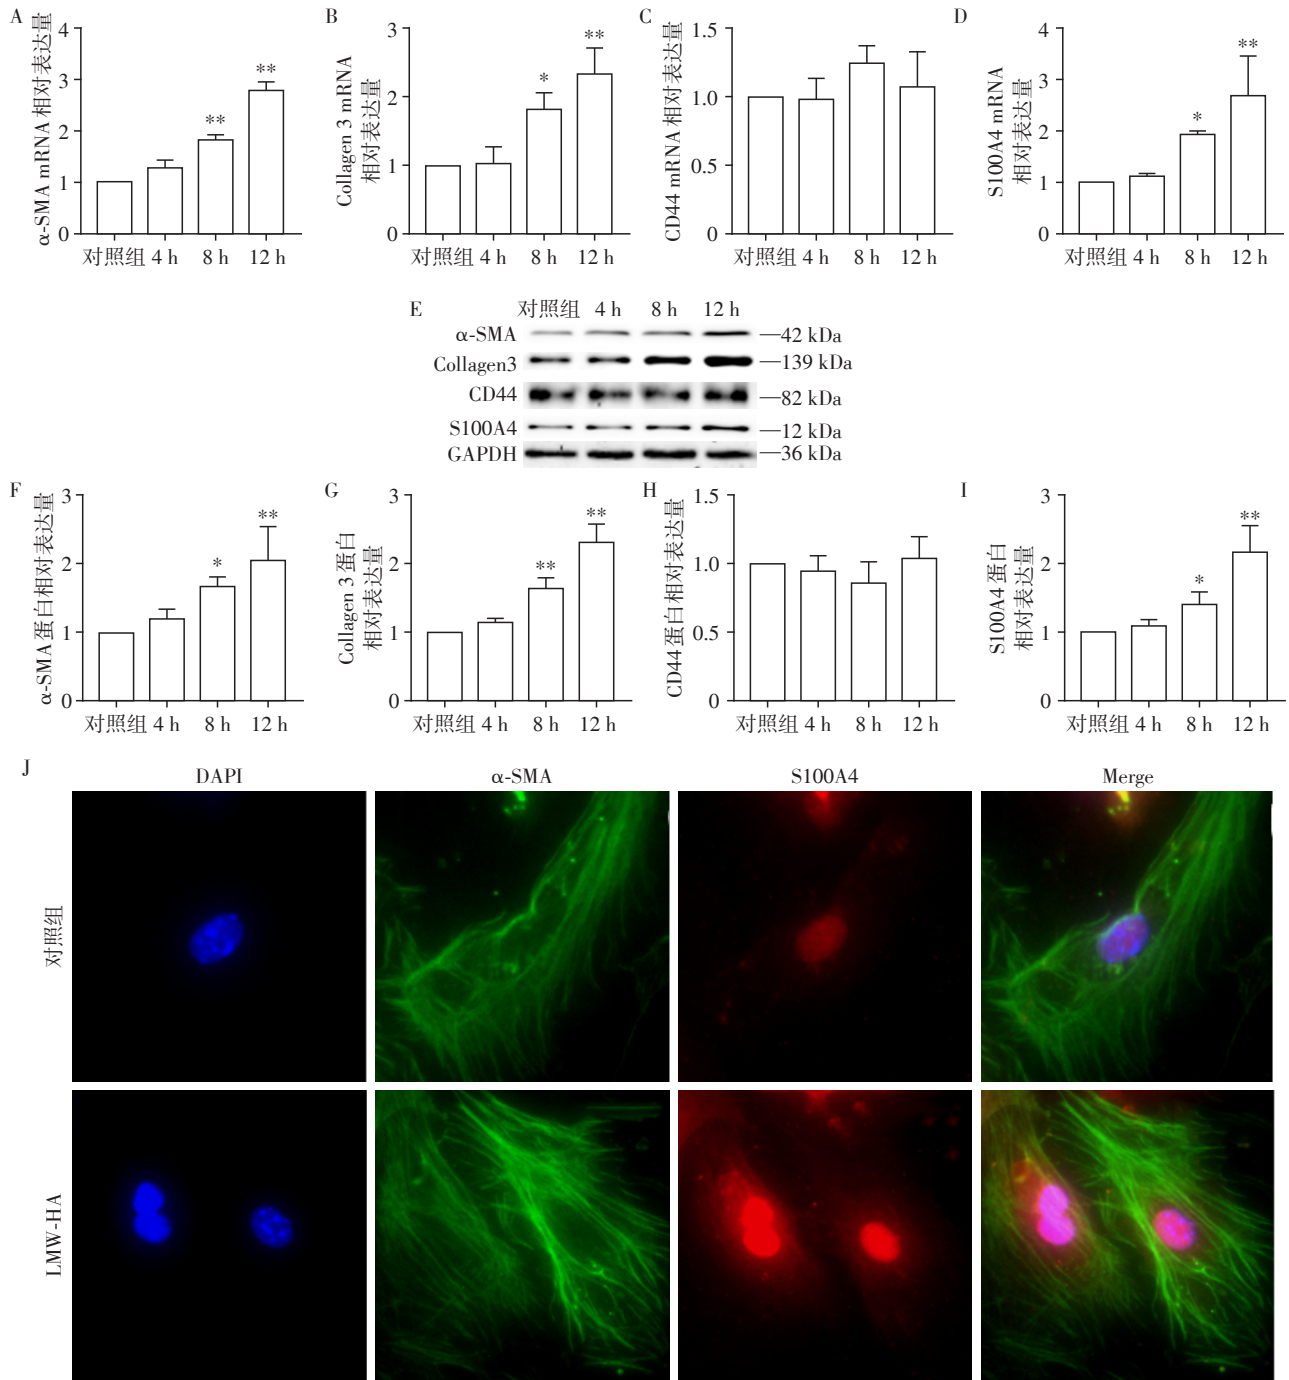 A
α-SMA mRNA 相对表达量
4
3
2
1
0
**
**
对照组 4 h 8 h 12 h
B
Collagen 3 mRNA
相对表达量
3
2
1
0
*
**
对照组 4 h 8 h 12 h
C
CD44 mRNA 相对表达量
1.5
1.0
0.5
0
对照组 4 h 8 h 12 h
D
S100A4 mRNA
相对表达量
4
3
2
1
0
*
**
对照组 4 h 8 h 12 h
E
对照组 4 h 8 h 12 h
α-SMA —42 kDa
Collagen3 —139 kDa
CD44 —82 kDa
S100A4 —12 kDa
GAPDH —36 kDa
F
α-SMA 蛋白相对表达量
3
2
1
0
*
**
对照组 4 h 8 h 12 h
G
Collagen 3 蛋白
相对表达量
3
2
1
0
**
**
对照组 4 h 8 h 12 h
H
CD44 蛋白相对表达量
1.5
1.0
0.5
0
对照组 4 h 8 h 12 h
I
S100A4 蛋白
相对表达量
3
2
1
0
*
**
对照组 4 h 8 h 12 h
J
DAPI α-SMA S100A4 Merge
对照组
LMW-HA